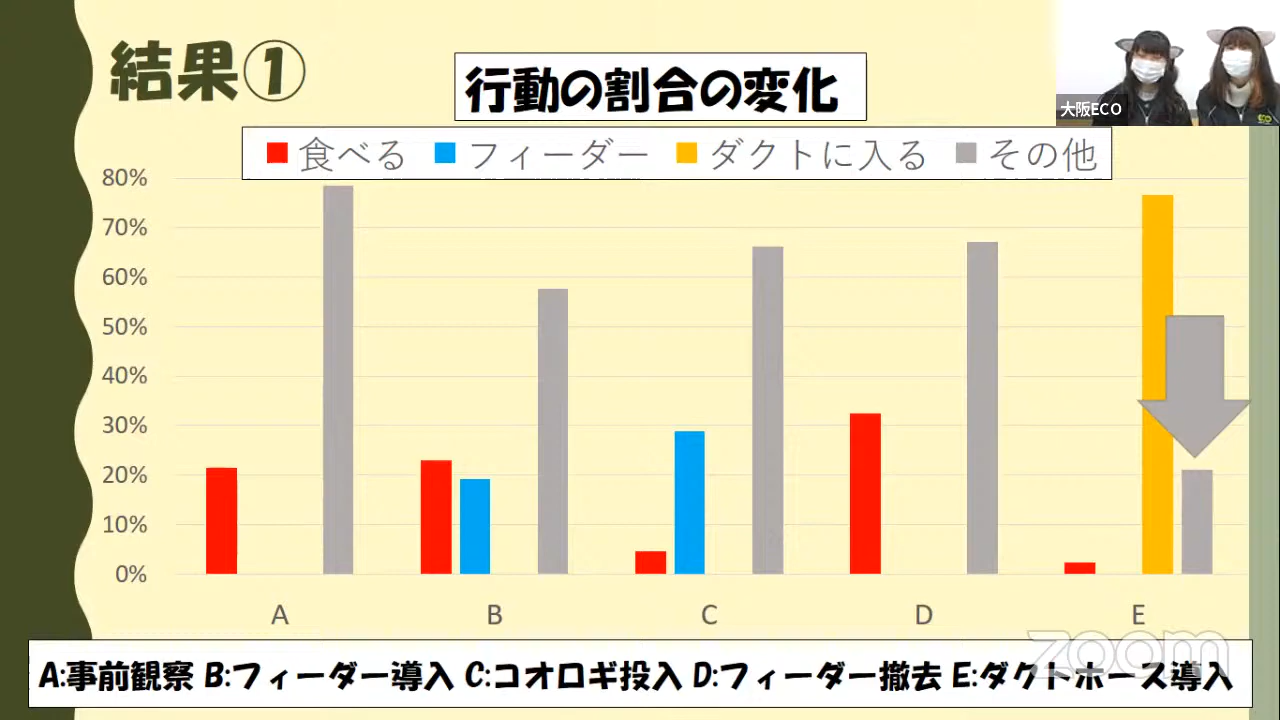 結果①
行動の割合の変化
大阪ECO
食べる フィーダー ダクトに入る その他
80%
70%
60%
50%
40%
30%
20%
10%
0%
A B C D E
zoom
A:事前観察 B:フィーダー導入 C:コオロギ投入 D:フィーダー撤去 E:ダクトホース導入